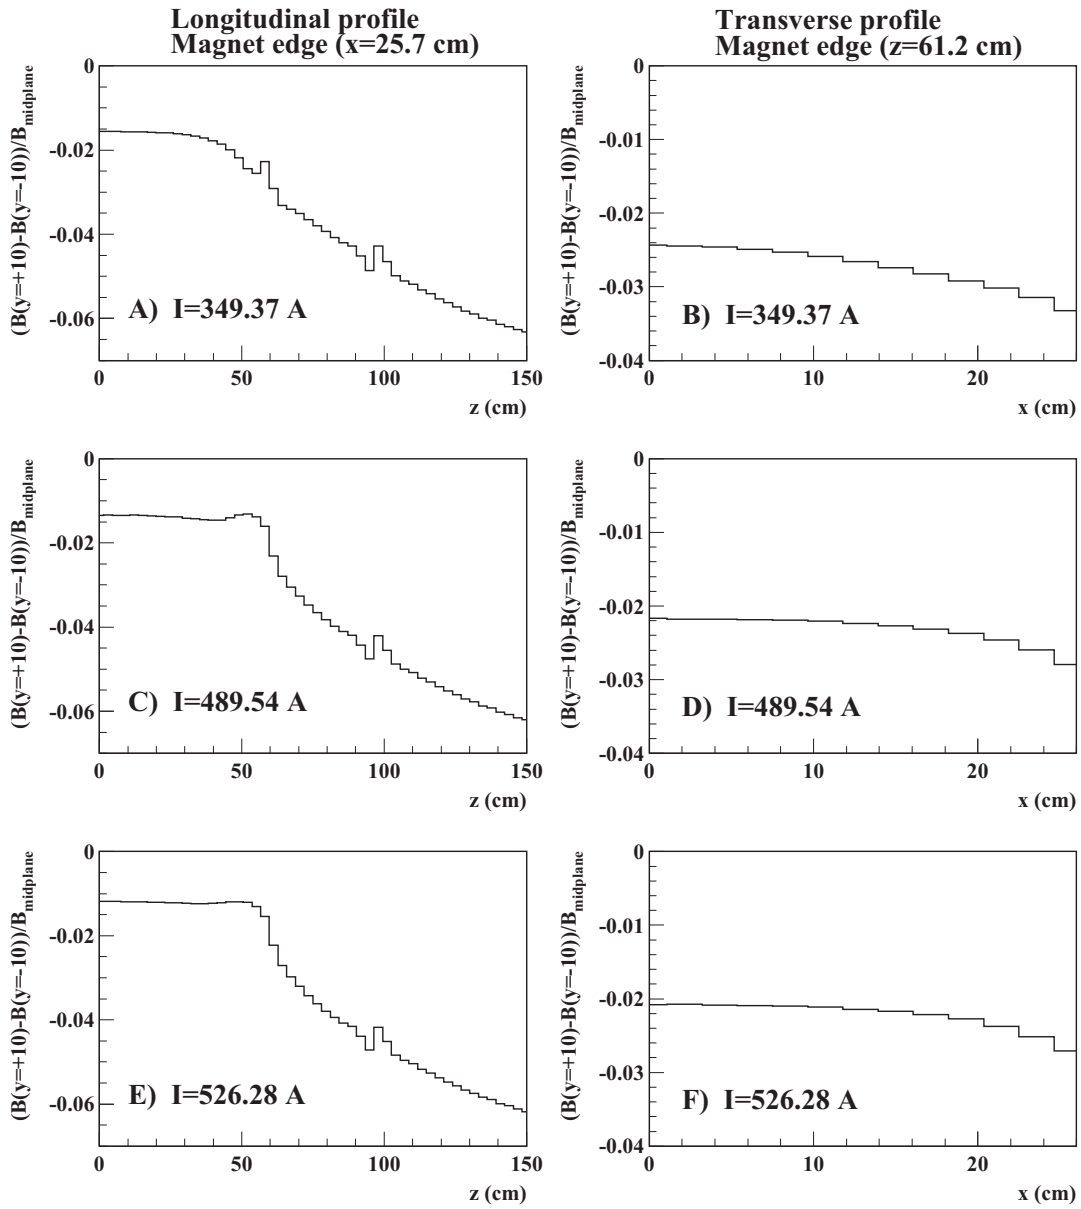 Longitudinal profile
Magnet edge (x=25.7 cm)
Transverse profile
Magnet edge (z=61.2 cm)
(B(y=+10)-B(y=-10))/Bmidplane
0
-0.02
-0.04
-0.06
A) I=349.37 A
0 50 100 150
z (cm)
(B(y=+10)-B(y=-10))/Bmidplane
0
-0.01
-0.02
-0.03
-0.04
B) I=349.37 A
0 10 20
x (cm)
(B(y=+10)-B(y=-10))/Bmidplane
0
-0.02
-0.04
-0.06
C) I=489.54 A
0 50 100 150
z (cm)
(B(y=+10)-B(y=-10))/Bmidplane
0
-0.01
-0.02
-0.03
-0.04
D) I=489.54 A
0 10 20
x (cm)
(B(y=+10)-B(y=-10))/Bmidplane
0
-0.02
-0.04
-0.06
E) I=526.28 A
0 50 100 150
z (cm)
(B(y=+10)-B(y=-10))/Bmidplane
0
-0.01
-0.02
-0.03
-0.04
F) I=526.28 A
0 10 20
x (cm)